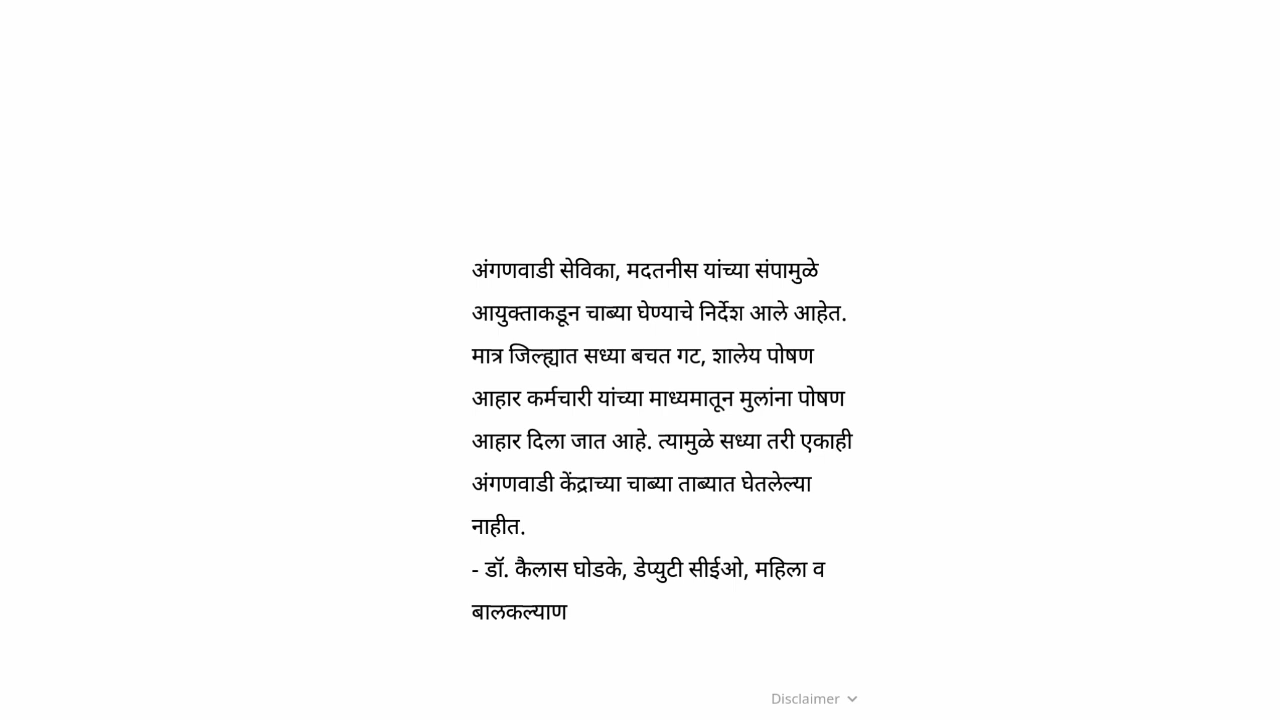 अंगणवाडी सेविका, मदतनीस यांच्या संपामुळे
आयुक्ताकडून चाब्या घेण्याचे निर्देश आले आहेत.
मात्र जिल्ह्यात सध्या बचत गट, शालेय पोषण
आहार कर्मचारी यांच्या माध्यमातून मुलांना पोषण
आहार दिला जात आहे. त्यामुळे सध्या तरी एकाही
अंगणवाडी केंद्राच्या चाब्या ताब्यात घेतलेल्या
नाहीत.
- डॉ. कैलास घोडके, डेप्युटी सीईओ, महिला व
बालकल्याण
Disclaimer